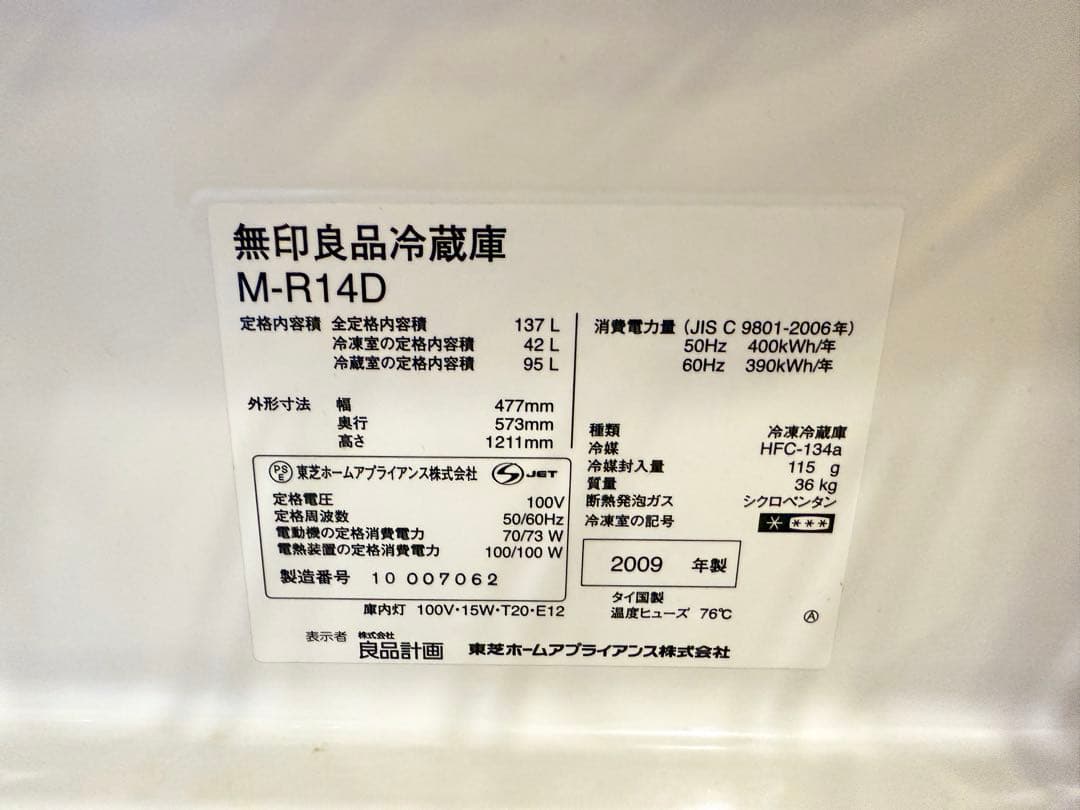 無印良品冷蔵庫
M-R14D
定格内容積 全定格内容積 137 L
冷凍室の定格内容積 42 L
冷蔵室の定格内容積 95 L
外形寸法 幅 477mm
奥行 573mm
高さ 1211mm
消費電力量 (JIS C 9801-2006年)
50Hz 400kWh/年
60Hz 390kWh/年
種類 冷凍冷蔵庫
冷媒 HFC-134a
冷媒封入量 115 g
質量 36 kg
断熱発泡ガス シクロペンタン
冷凍室の記号 * ***
PSE 東芝ホームアプライアンス株式会社 S JET
定格電圧 100V
定格周波数 50/60Hz
電動機の定格消費電力 70/73 W
電熱装置の定格消費電力 100/100 W
製造番号 10 007062
2009 年製
庫内灯 100V・15W・T20・E12
タイ国製
温度ヒューズ 76℃
Ⓐ
表示者 株式会社 良品計画 東芝ホームアプライアンス株式会社